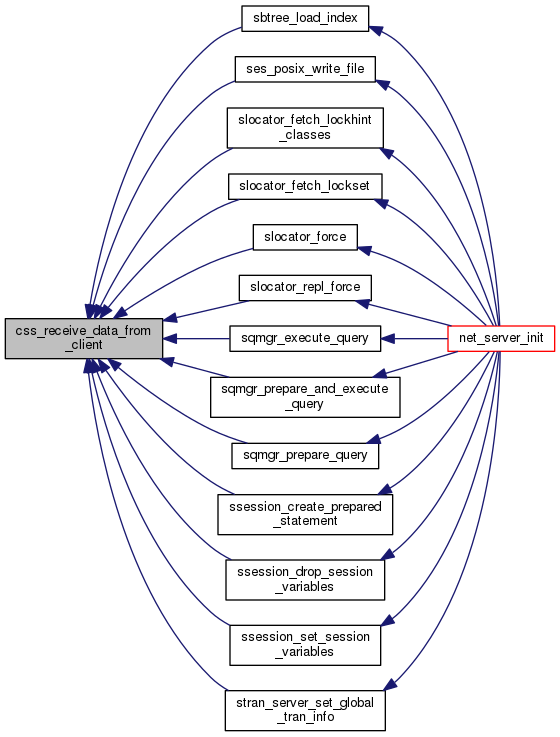 sbtree_load_index
ses_posix_write_file
slocator_fetch_lockhint
_classes
slocator_fetch_lockset
slocator_force
slocator_repl_force
css_receive_data_from
_client
sqmgr_execute_query
net_server_init
sqmgr_prepare_and_execute
_query
sqmgr_prepare_query
ssession_create_prepared
_statement
ssession_drop_session
_variables
ssession_set_session
_variables
stran_server_set_global
_tran_info